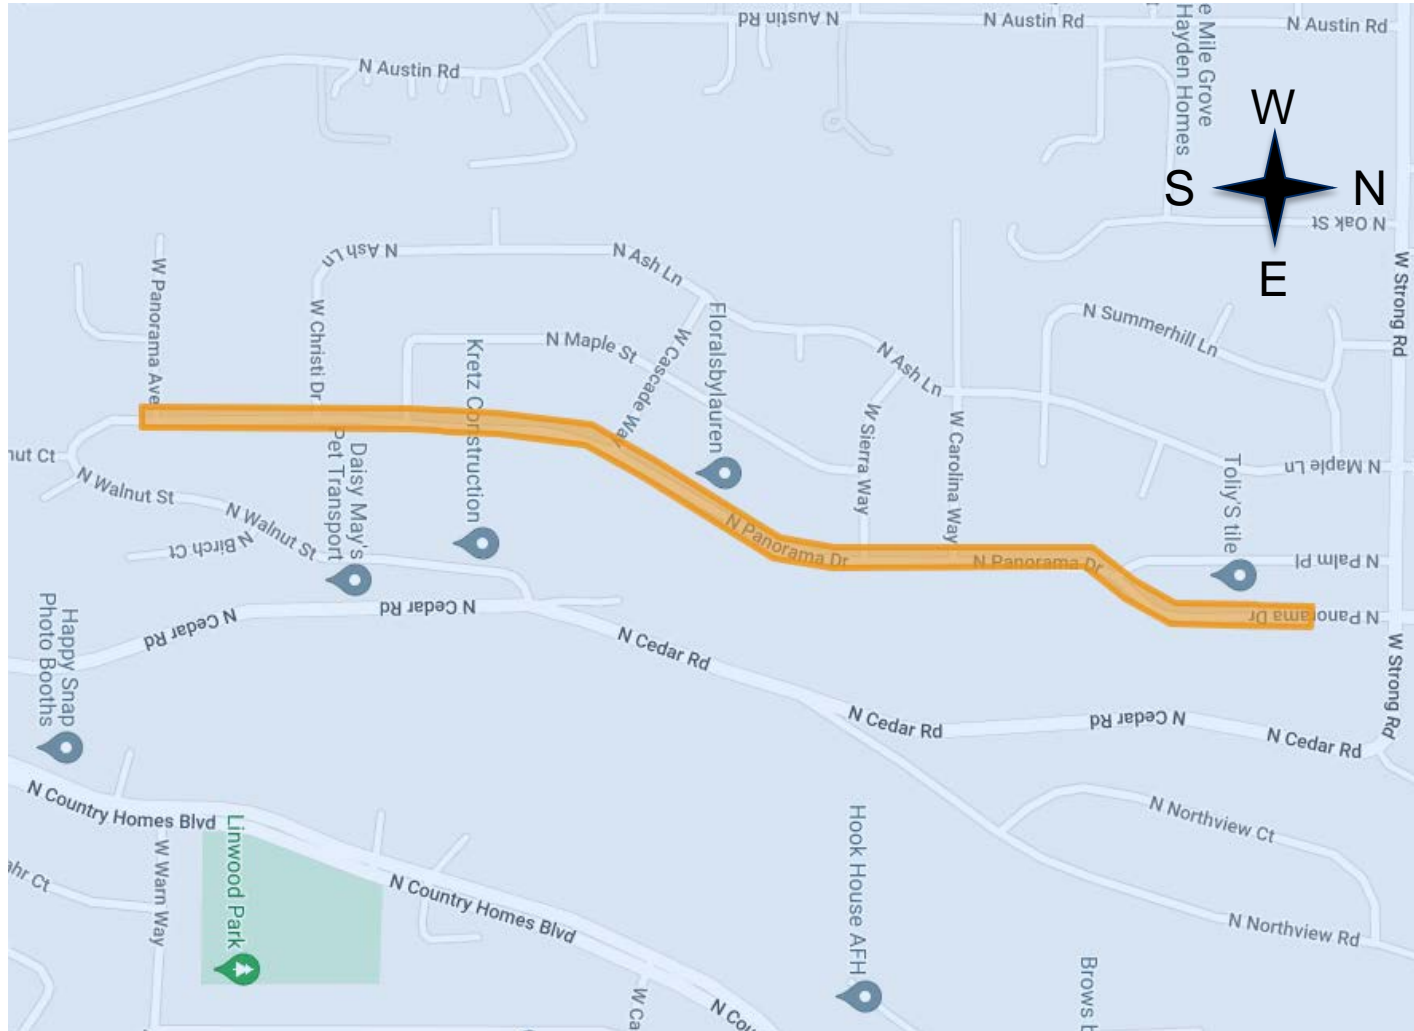 N Austin Rd
N Austin Rd
N Austin Rd
N Austin Rd
e Mile Grove
Hayden Homes
W
S
N
E
N Oak St
W Strong Rd
W Panorama Ave
W Christi Dr
N Ash Ln
N Ash Ln
N Ash Ln
Kretz Construction
N Maple St
W Cascade Way
Floralsbylauren
N Summerhill Ln
W Sierra Way
W Carolina Way
Toliy'S tile
N Maple Ln
nut Ct
N Walnut St
N Walnut St
N Birch Ct
Daisy May's
Pet Transport
N Panorama Dr
N Panorama Dr
N Palm Pl
N Panorama Dr
W Strong Rd
Happy Snap
Photo Booths
N Cedar Rd
N Cedar Rd
N Cedar Rd
N Cedar Rd
N Cedar Rd
N Cedar Rd
N Country Homes Blvd
W Warn Way
Linwood Park
ahr Ct
N Country Homes Blvd
Hook House AFH
N Northview Ct
N Northview Rd
W Ca
N Cou
Brows b